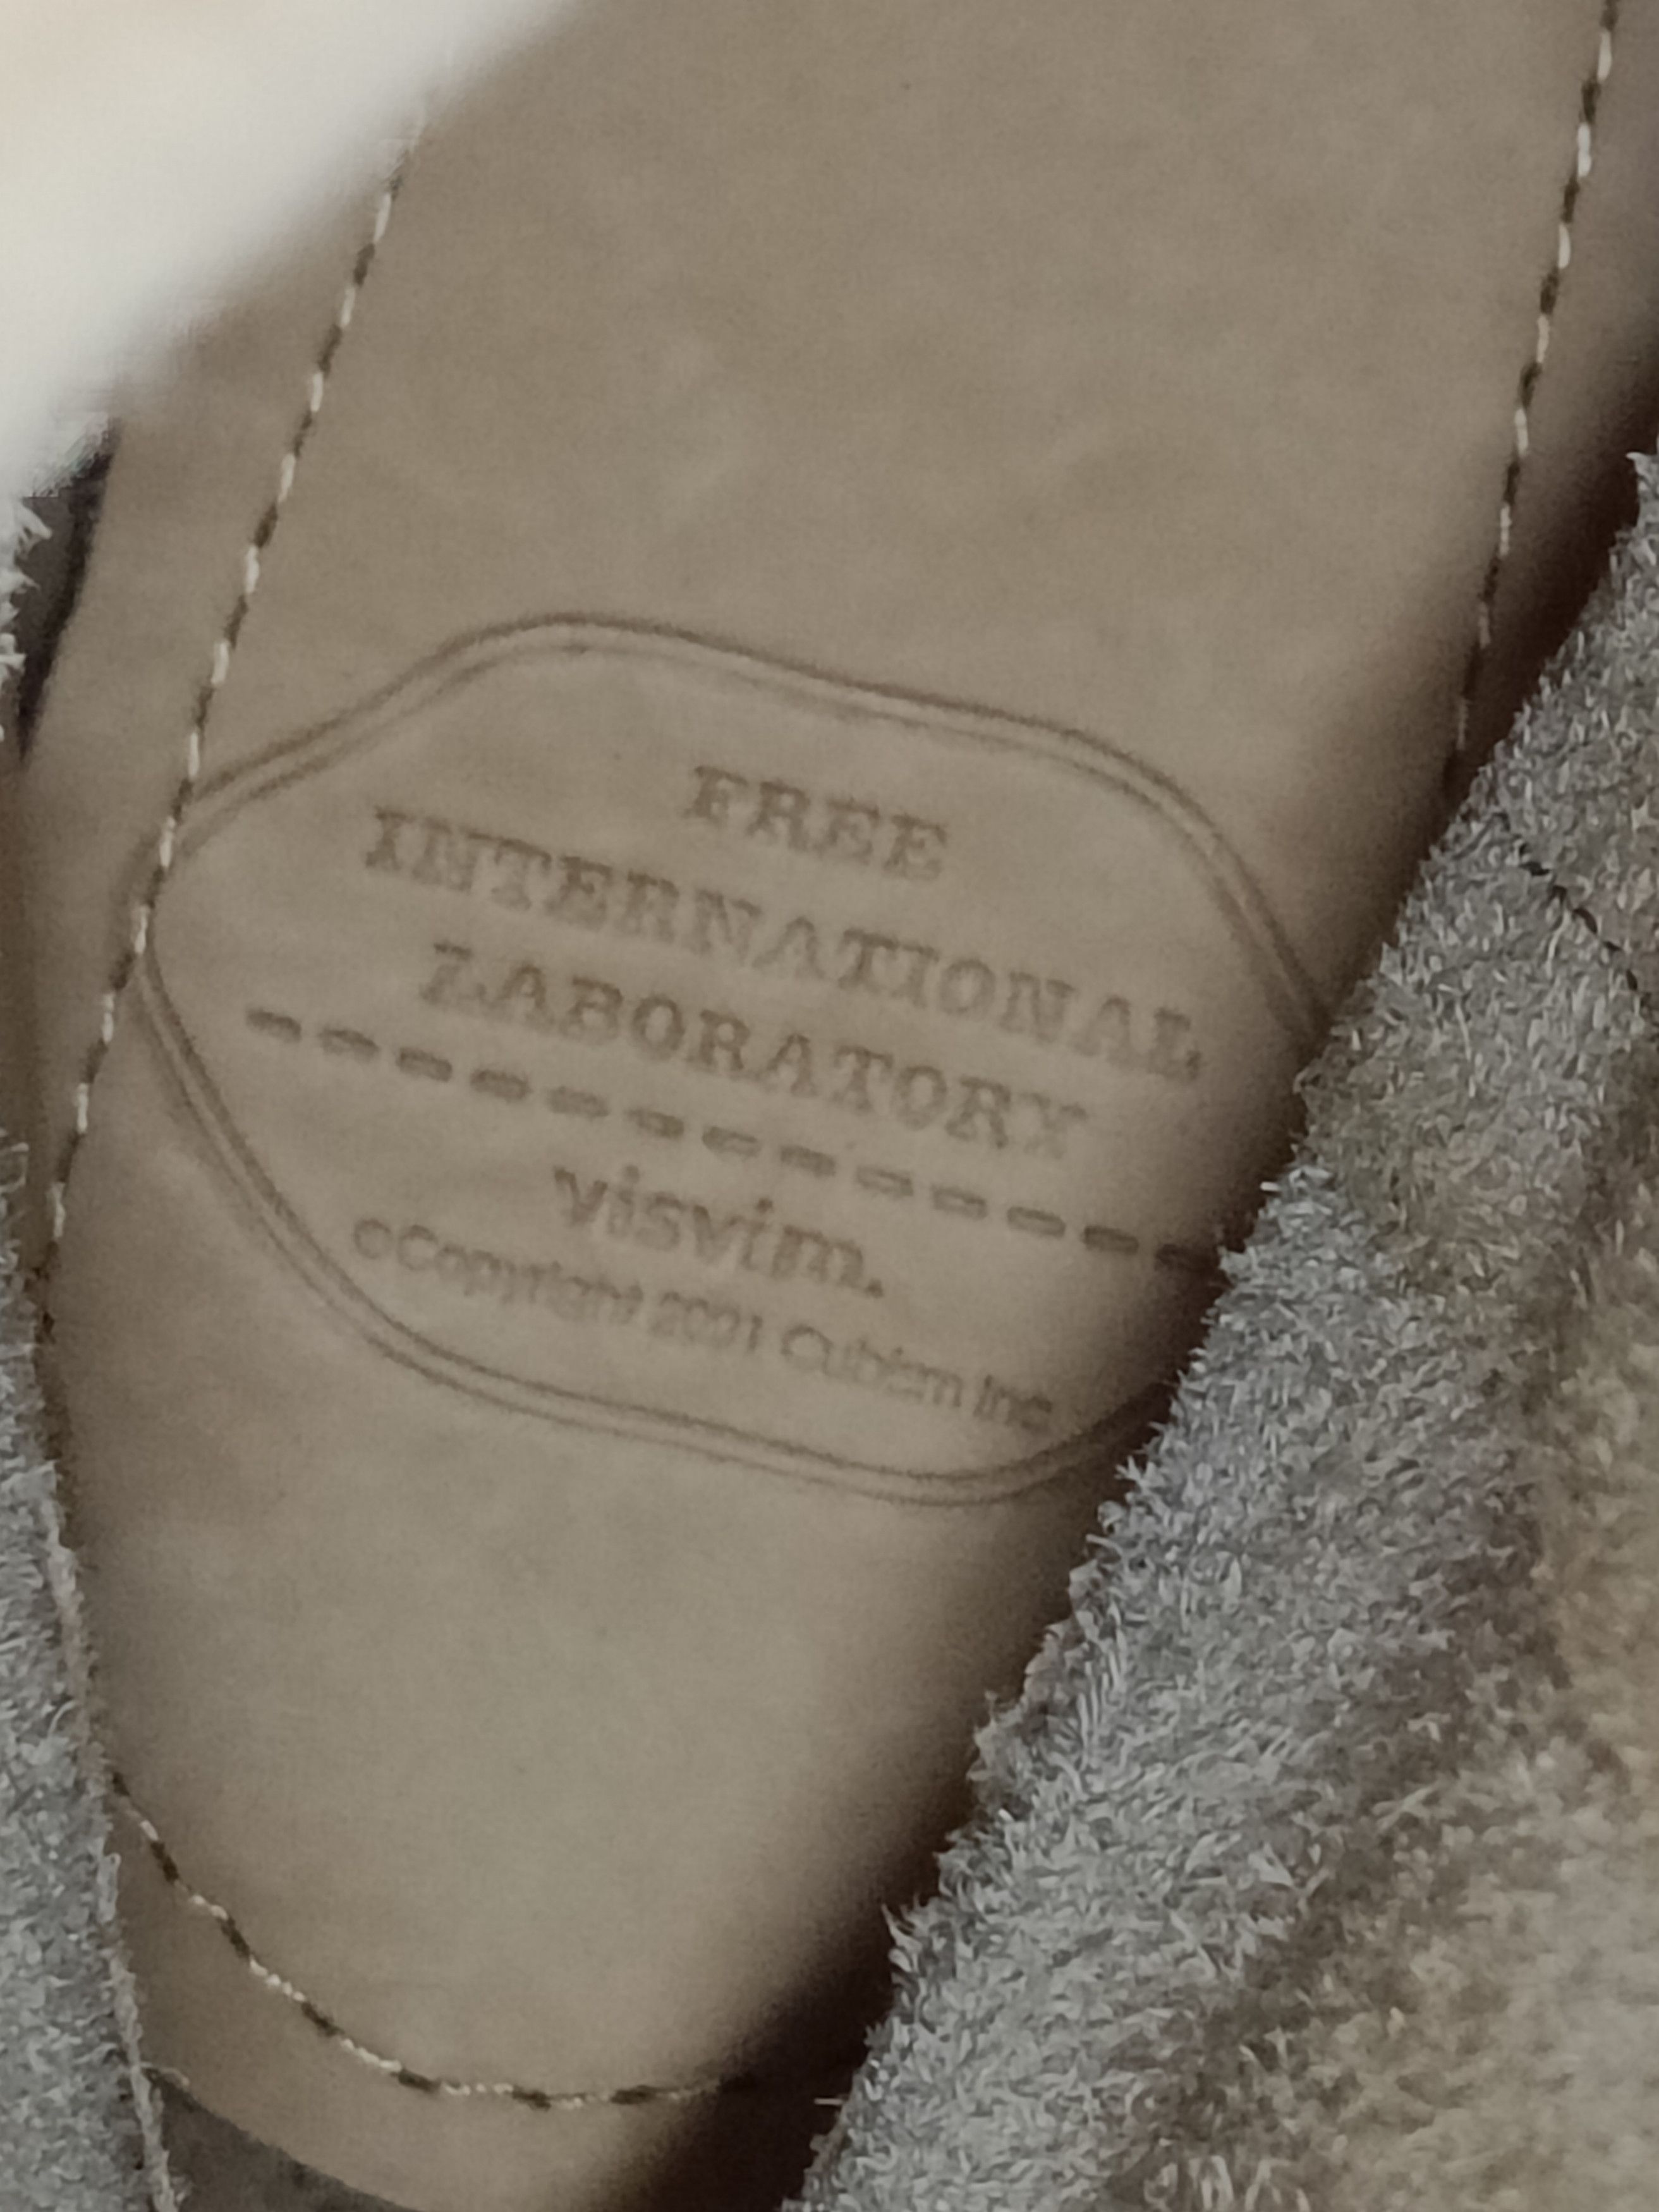 FREE
INTERNATIONAL
LABORATORY
visvim.
©Copyright 2001 Cubism Inc